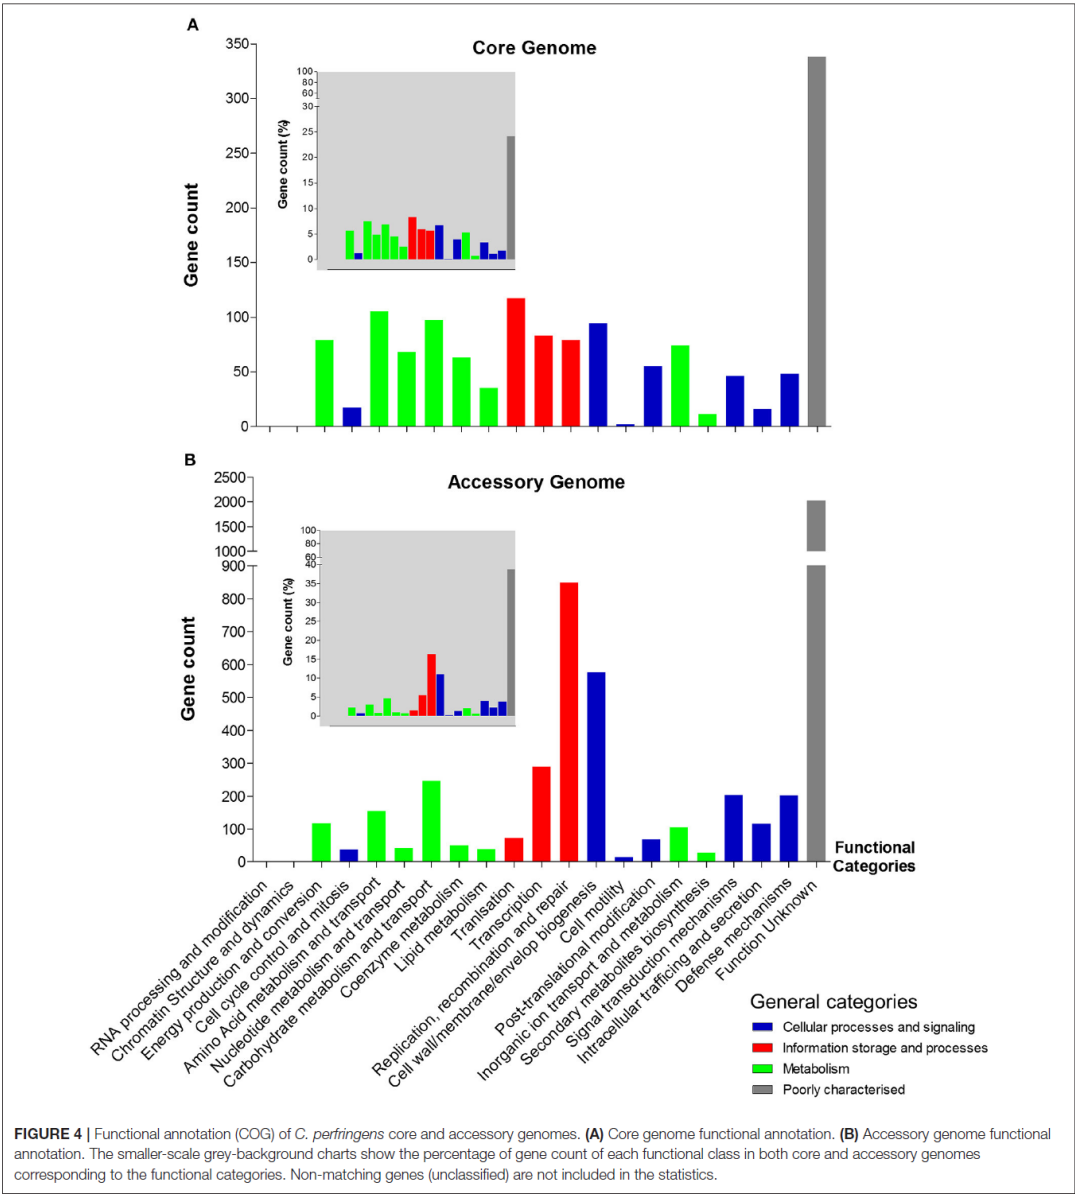 A
Core Genome
350
300
250
200
150
100
50
0
Gene count
100
80
60
30
25
20
15
10
5
0
Gene count (%)
B
Accessory Genome
2500
2000
1500
1000
900
800
700
600
500
400
300
200
100
0
Gene count
100
80
60
40
35
30
25
20
15
10
5
0
Gene count (%)
Functional
Categories
RNA processing and modification
Chromatin Structure and dynamics
Energy production and conversion
Cell cycle control and mitosis
Amino Acid metabolism and transport
Nucleotide metabolism and transport
Carbohydrate metabolism and transport
Coenzyme metabolism
Lipid metabolism
Tranlsation
Transcription
Replication, recombination and repair
Cell wall/membrane/envelop biogenesis
Cell motility
Post-translational modification
Inorganic ion transport and metabolism
Secondary metabolites biosynthesis
Signal transduction mechanisms
Intracellular trafficing and secretion
Defense mechanisms
Function Unknown
General categories
Cellular processes and signaling
Information storage and processes
Metabolism
Poorly characterised
FIGURE 4 | Functional annotation (COG) of C. perfringens core and accessory genomes. (A) Core genome functional annotation. (B) Accessory genome functional
annotation. The smaller-scale grey-background charts show the percentage of gene count of each functional class in both core and accessory genomes
corresponding to the functional categories. Non-matching genes (unclassified) are not included in the statistics.